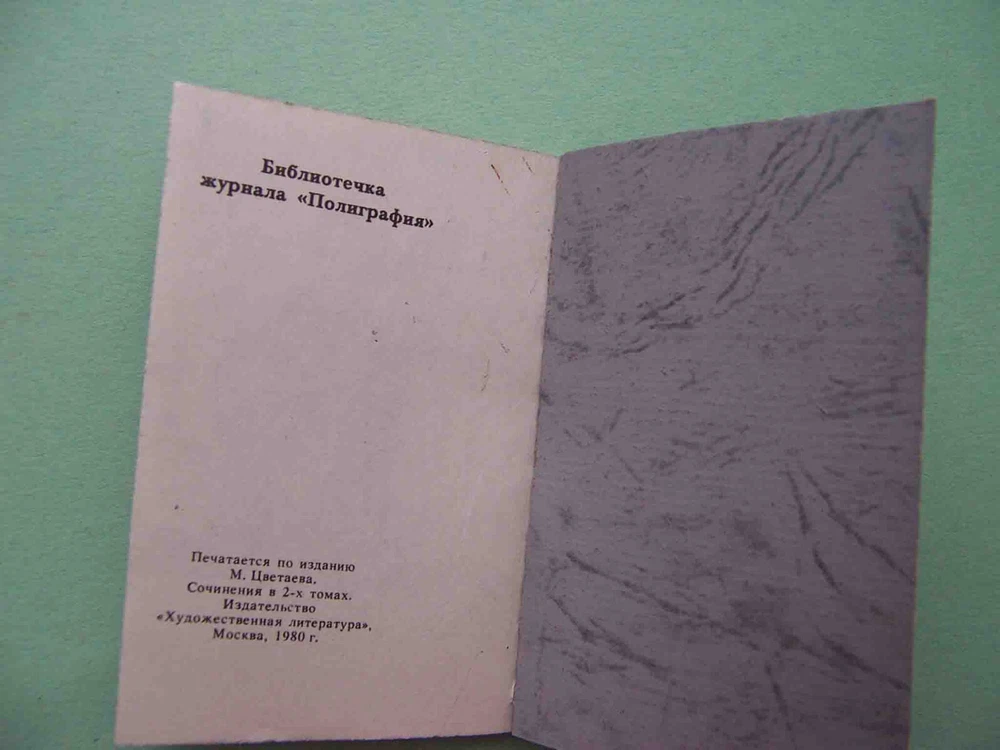 Библиотечка
журнала «Полиграфия»
Печатается по изданию
М. Цветаева.
Сочинения в 2-х томах.
Издательство
«Художественная литература»,
Москва, 1980 г.